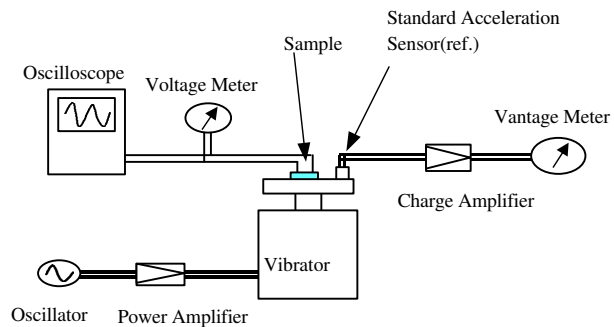 Standard Acceleration
Sensor(ref.)
Sample
Oscilloscope
Voltage Meter
Vantage Meter
Charge Amplifier
Vibrator
Oscillator
Power Amplifier